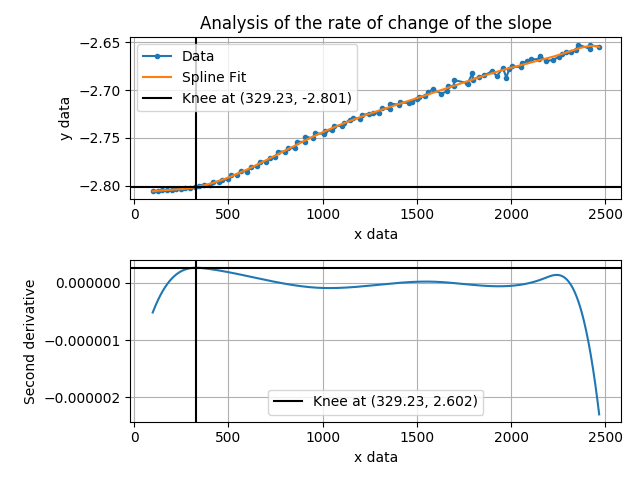 Analysis of the rate of change of the slope
−2.65
−2.70
−2.75
−2.80
y data
Data
Spline Fit
Knee at (329.23, -2.801)
0 500 1000 1500 2000 2500
x data
0.000000
−0.000001
−0.000002
Second derivative
Knee at (329.23, 2.602)
0 500 1000 1500 2000 2500
x data